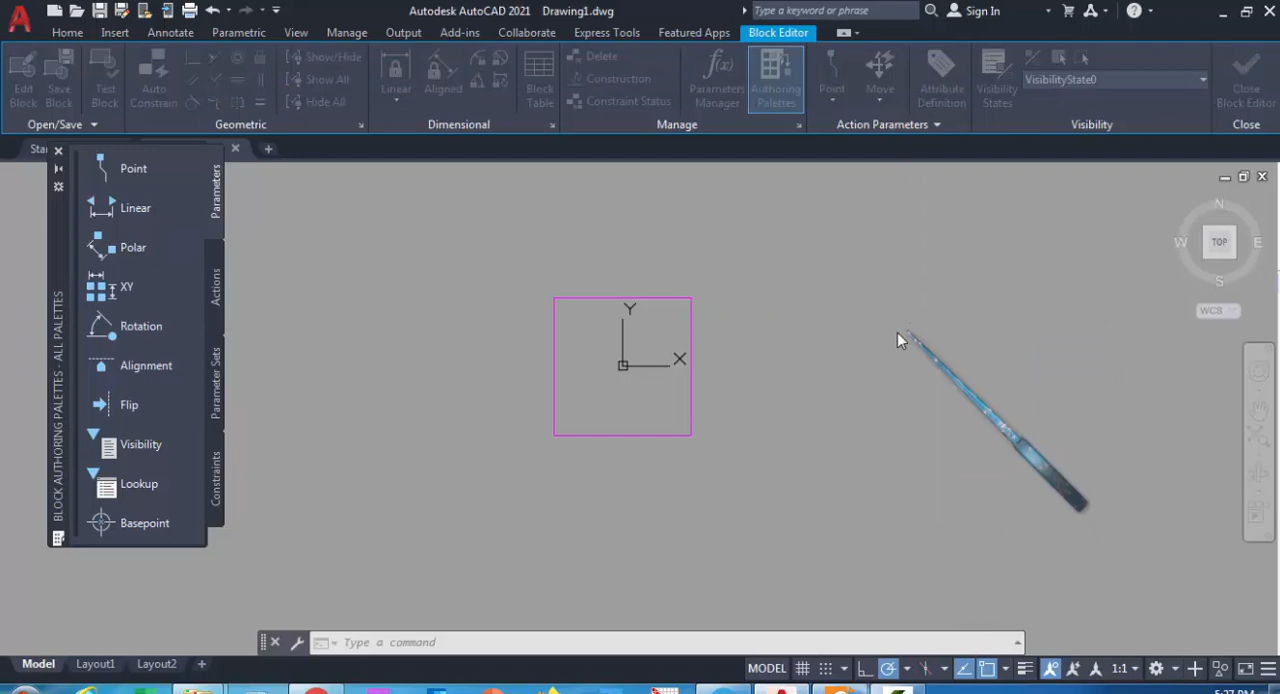 Autodesk AutoCAD 2021 Drawing1.dwg
Type a keyword or phrase
Sign In
Home Insert Annotate Parametric View Manage Output Add-ins Collaborate Express Tools Featured Apps Block Editor
Edit Block
Save Block
Test Block
Open/Save
Auto Constrain
Show/Hide
Show All
Hide All
Geometric
Linear
Aligned
Dimensional
Block Table
Delete
Construction
Constraint Status
Parameters Manager
Authoring Palettes
Manage
Point
Move
Attribute Definition
Action Parameters
Visibility States
VisibilityState0
Visibility
Close Block Editor
Close
Sta
BLOCK AUTHORING PALETTES - ALL PALETTES
Point
Linear
Polar
XY
Rotation
Alignment
Flip
Visibility
Lookup
Basepoint
Parameters
Actions
Parameter Sets
Constraints
Y
X
N
W TOP E
S
WCS
Type a command
Model Layout1 Layout2
MODEL
1:1
5:27 PM